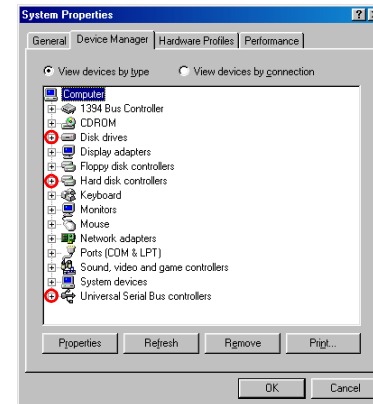 System Properties
General Device Manager Hardware Profiles Performance
View devices by type View devices by connection
Computer
1394 Bus Controller
CDROM
Disk drives
Display adapters
Floppy disk controllers
Hard disk controllers
Keyboard
Monitors
Mouse
Network adapters
Ports (COM & LPT)
Sound, video and game controllers
System devices
Universal Serial Bus controllers
Properties Refresh Remove Print...
OK Cancel